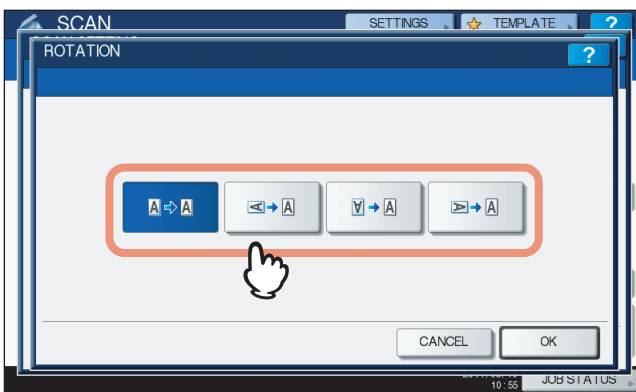 SCAN SETTINGS TEMPLATE ?
ROTATION ?
A A
A A
A A
A A
CANCEL OK
10 : 55 JOB STATUS